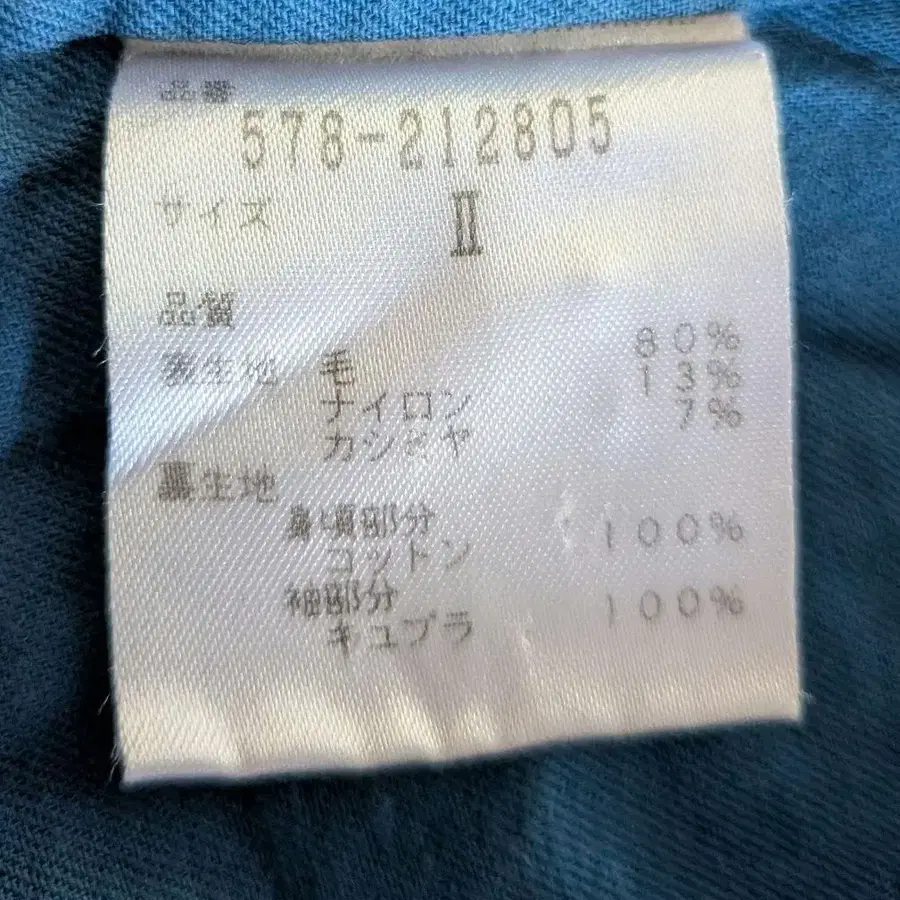 品番
578-212805
サイズ Ⅱ
品質
表生地 毛 80%
ナイロン 13%
カシミヤ 7%
裏生地
身頃部分
コットン 100%
袖部分
キュプラ 100%